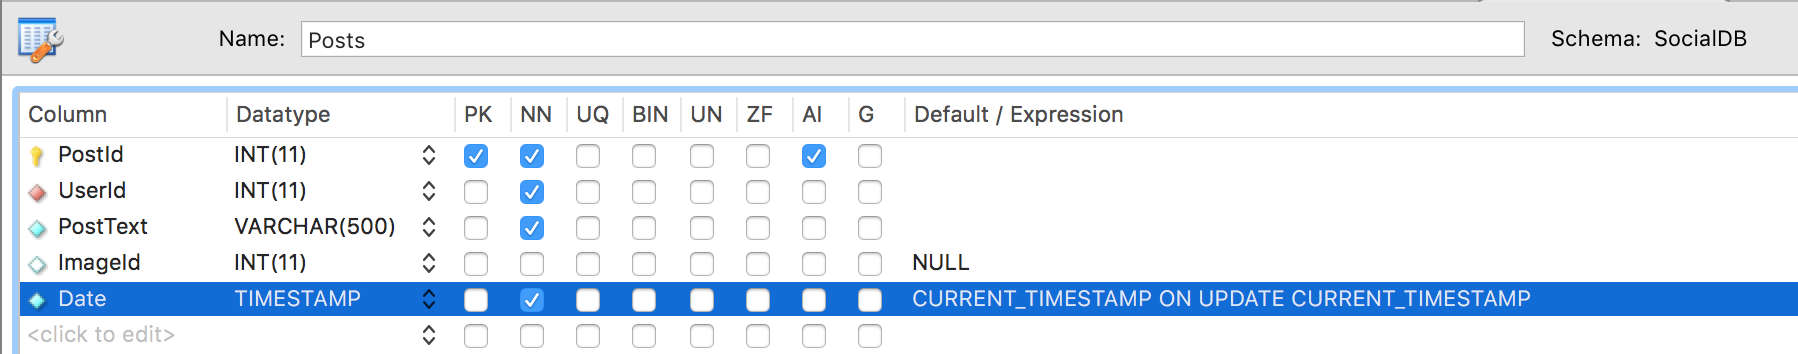 Name: Posts Schema: SocialDB
Column Datatype PK NN UQ BIN UN ZF AI G Default / Expression
PostId INT(11)
UserId INT(11)
PostText VARCHAR(500)
ImageId INT(11) NULL
Date TIMESTAMP CURRENT_TIMESTAMP ON UPDATE CURRENT_TIMESTAMP
<click to edit>